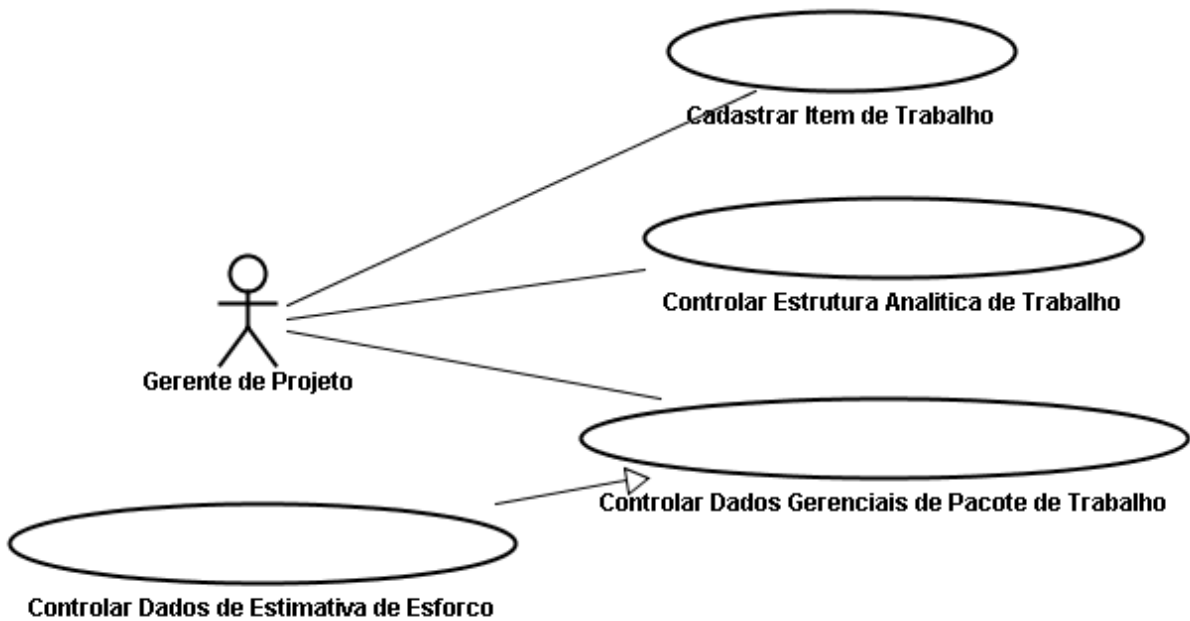 Cadastrar Item de Trabalho
Controlar Estrutura Analitica de Trabalho
Gerente de Projeto
Controlar Dados Gerenciais de Pacote de Trabalho
Controlar Dados de Estimativa de Esforco